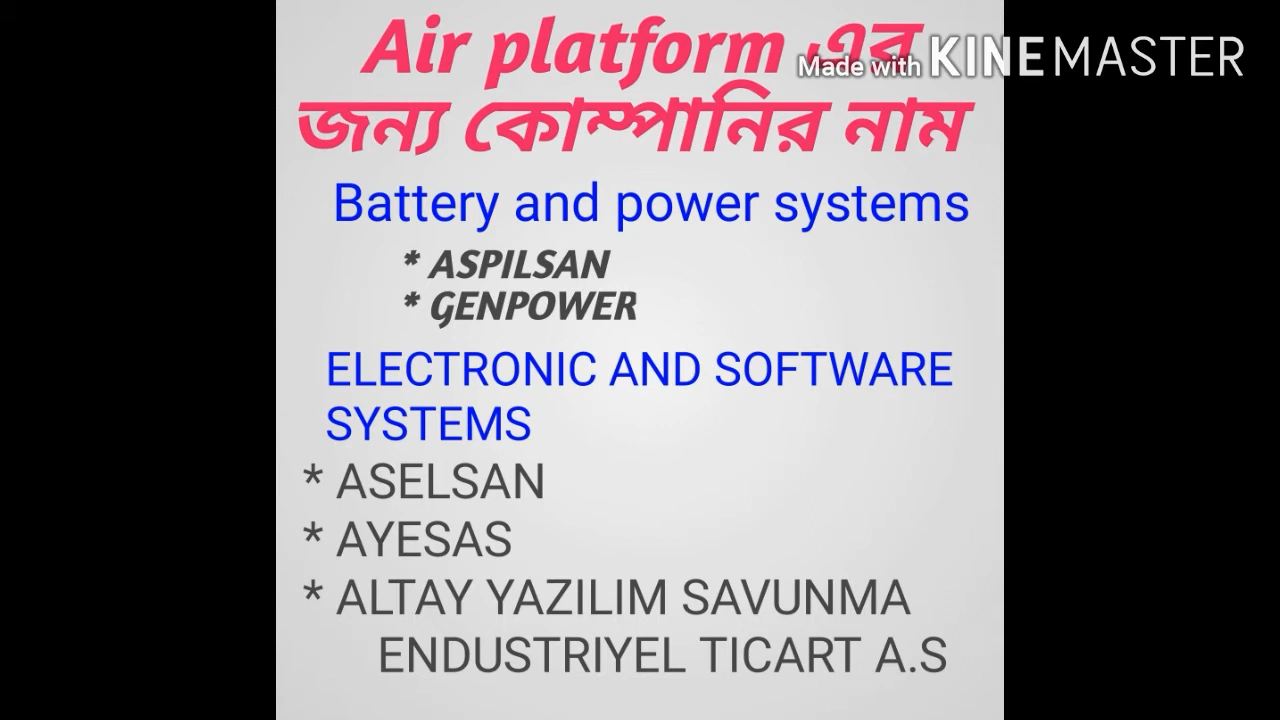 Air platform এর
Made with KINEMASTER
জন্য কোম্পানির নাম
Battery and power systems
* ASPILSAN
* GENPOWER
ELECTRONIC AND SOFTWARE
SYSTEMS
* ASELSAN
* AYESAS
* ALTAY YAZILIM SAVUNMA
ENDUSTRIYEL TICART A.S